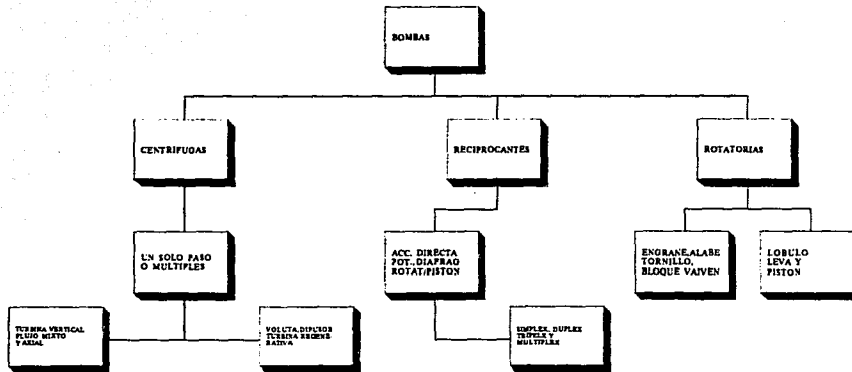 BOMBAS
CENTRIFUGAS
RECIPROCANTES
ROTATORIAS
UN SOLO PASO
O MULTIPLES
ACC. DIRECTA
POT., DIAFRAG
ROTAT/PISTON
ENGRANE, ALABE
TORNILLO,
BLOQUE VAIVEN
LOBULO
LEVA Y
PISTON
TURBINA VERTICAL
FLUJO MIXTO
Y AXIAL
VOLUTA, DIFUSOR
TURBINA REGENE-
RATIVA
SIMPLEX, DUPLEX
TRIPLEX Y
MULTIPLEX